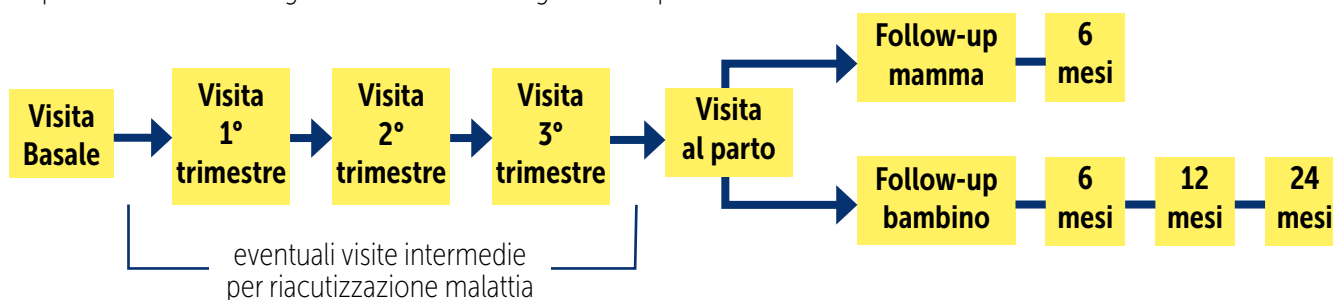 Visita
Basale
Visita
1°
trimestre
Visita
2°
trimestre
Visita
3°
trimestre
eventuali visite intermedie
per riacutizzazione malattia
Visita
al parto
Follow-up
mamma
6
mesi
Follow-up
bambino
6
mesi
12
mesi
24
mesi